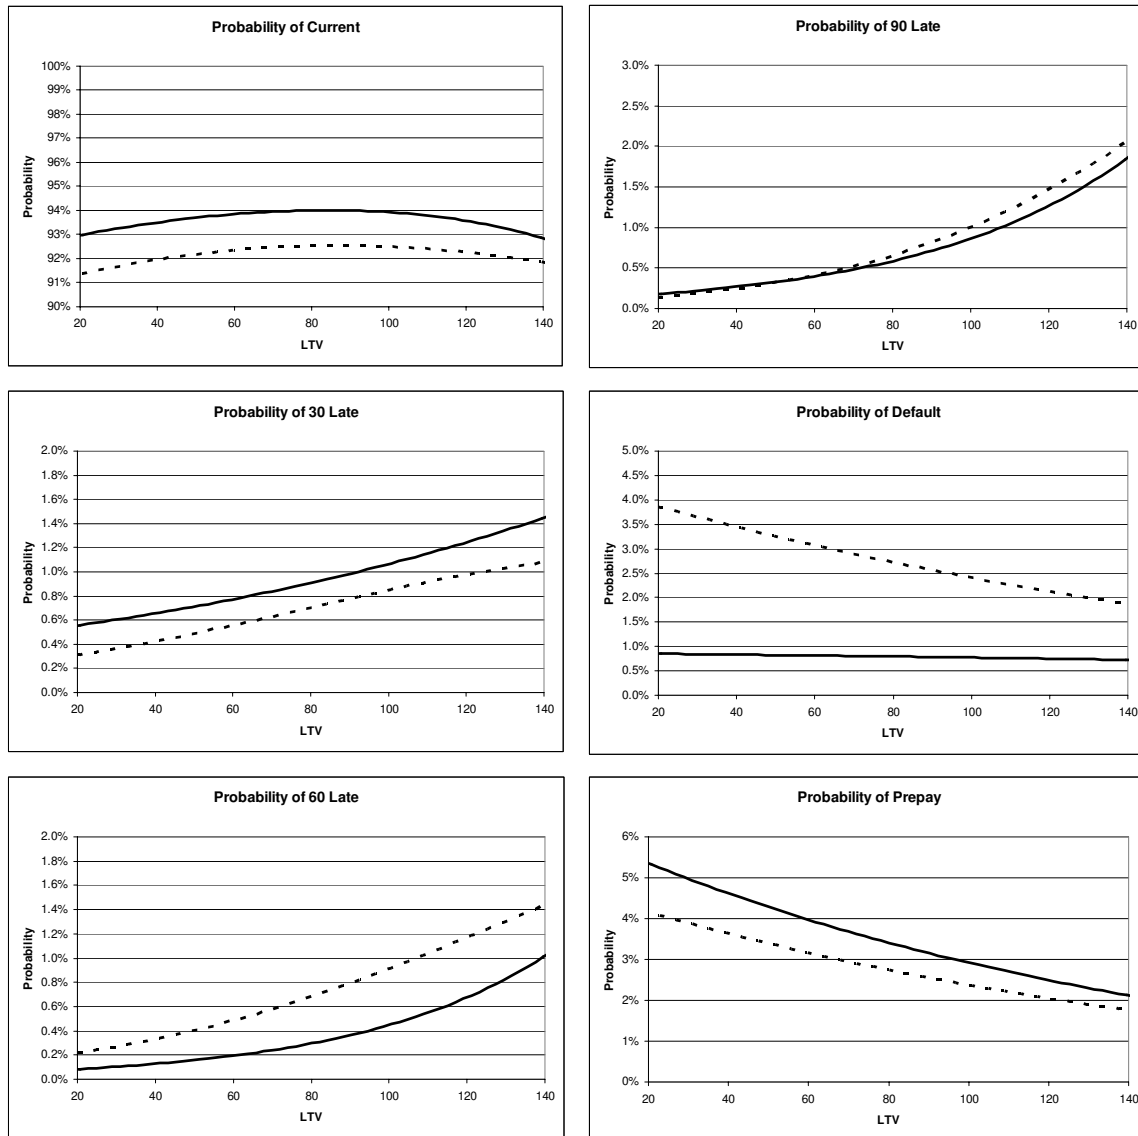 Probability of Current
100%
99%
98%
97%
96%
95%
94%
93%
92%
91%
90%
Probability
20 40 60 80 100 120 140
LTV
Probability of 90 Late
3.0%
2.5%
2.0%
1.5%
1.0%
0.5%
0.0%
Probability
20 40 60 80 100 120 140
LTV
Probability of 30 Late
2.0%
1.8%
1.6%
1.4%
1.2%
1.0%
0.8%
0.6%
0.4%
0.2%
0.0%
Probability
20 40 60 80 100 120 140
LTV
Probability of Default
5.0%
4.5%
4.0%
3.5%
3.0%
2.5%
2.0%
1.5%
1.0%
0.5%
0.0%
Probability
20 40 60 80 100 120 140
LTV
Probability of 60 Late
2.0%
1.8%
1.6%
1.4%
1.2%
1.0%
0.8%
0.6%
0.4%
0.2%
0.0%
Probability
20 40 60 80 100 120 140
LTV
Probability of Prepay
6%
5%
4%
3%
2%
1%
0%
Probability
20 40 60 80 100 120 140
LTV